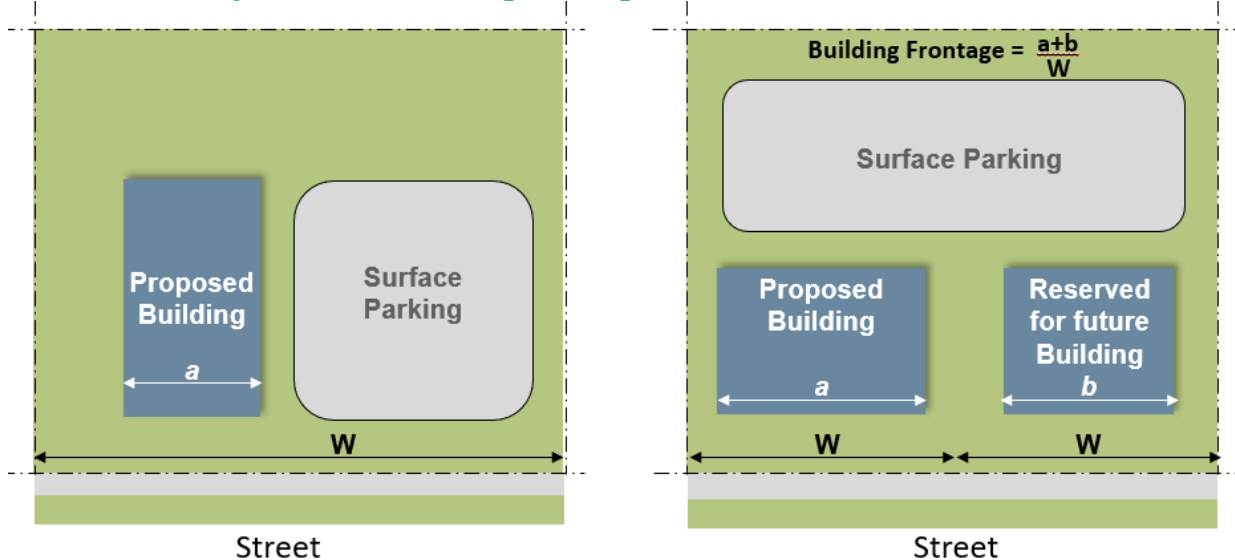 Proposed
Building
a
Surface
Parking
W
Street
Building Frontage = a+b
W
Surface Parking
Proposed
Building
a
Reserved
for future
Building
b
W
W
Street